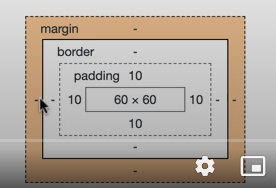 margin -
border -
padding 10
- - 10 60 × 60 10 - -
10
-
-